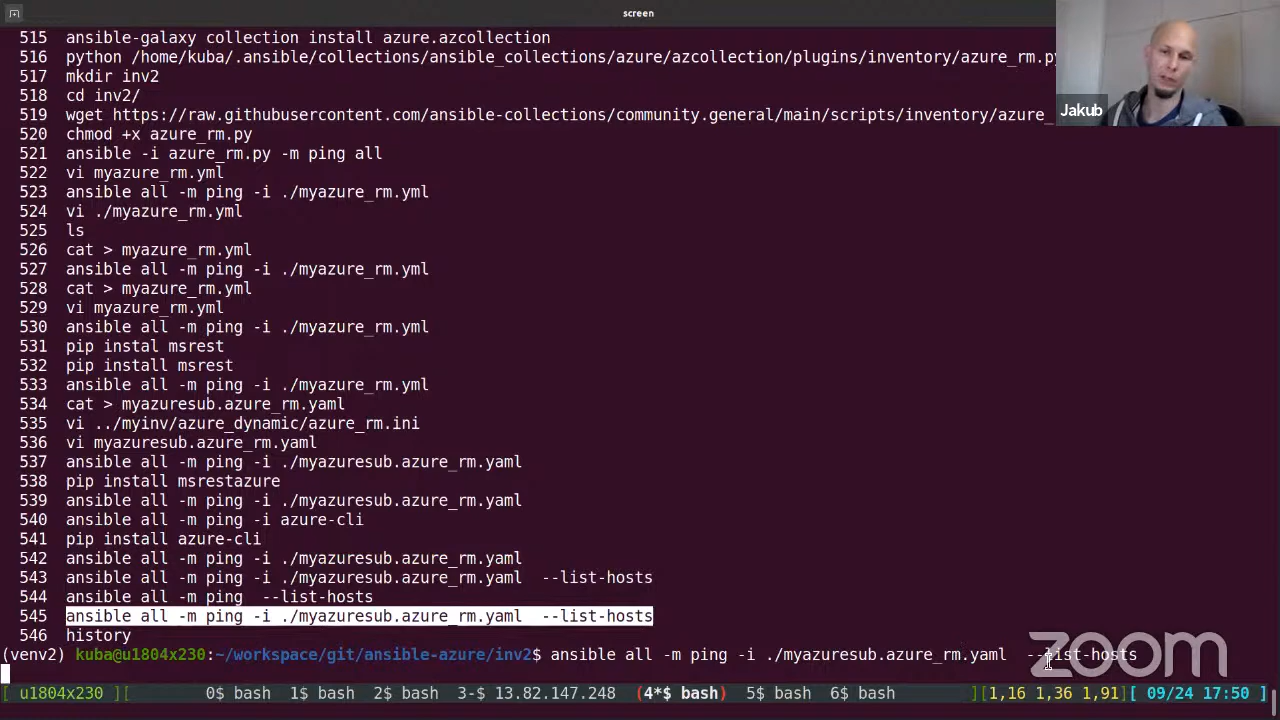 screen
515 ansible-galaxy collection install azure.azcollection
516 python /home/kuba/.ansible/collections/ansible_collections/azure/azcollection/plugins/inventory/azure_rm.py
517 mkdir inv2
518 cd inv2/
519 wget https://raw.githubusercontent.com/ansible-collections/community.general/main/scripts/inventory/azure_
520 chmod +x azure_rm.py
521 ansible -i azure_rm.py -m ping all
522 vi myazure_rm.yml
523 ansible all -m ping -i ./myazure_rm.yml
524 vi ./myazure_rm.yml
525 ls
526 cat > myazure_rm.yml
527 ansible all -m ping -i ./myazure_rm.yml
528 cat > myazure_rm.yml
529 vi myazure_rm.yml
530 ansible all -m ping -i ./myazure_rm.yml
531 pip instal msrest
532 pip install msrest
533 ansible all -m ping -i ./myazure_rm.yml
534 cat > myazuresub.azure_rm.yaml
535 vi ../myinv/azure_dynamic/azure_rm.ini
536 vi myazuresub.azure_rm.yaml
537 ansible all -m ping -i ./myazuresub.azure_rm.yaml
538 pip install msrestazure
539 ansible all -m ping -i ./myazuresub.azure_rm.yaml
540 ansible all -m ping -i azure-cli
541 pip install azure-cli
542 ansible all -m ping -i ./myazuresub.azure_rm.yaml
543 ansible all -m ping -i ./myazuresub.azure_rm.yaml --list-hosts
544 ansible all -m ping --list-hosts
545 ansible all -m ping -i ./myazuresub.azure_rm.yaml --list-hosts
546 history
(venv2) kuba@u1804x230:~/workspace/git/ansible-azure/inv2$ ansible all -m ping -i ./myazuresub.azure_rm.yaml --list-hosts
[ u1804x230 ][ 0$ bash 1$ bash 2$ bash 3-$ 13.82.147.248 (4*$ bash) 5$ bash 6$ bash ][1,16 1,36 1,91][ 09/24 17:50 ]
Jakub
zoom